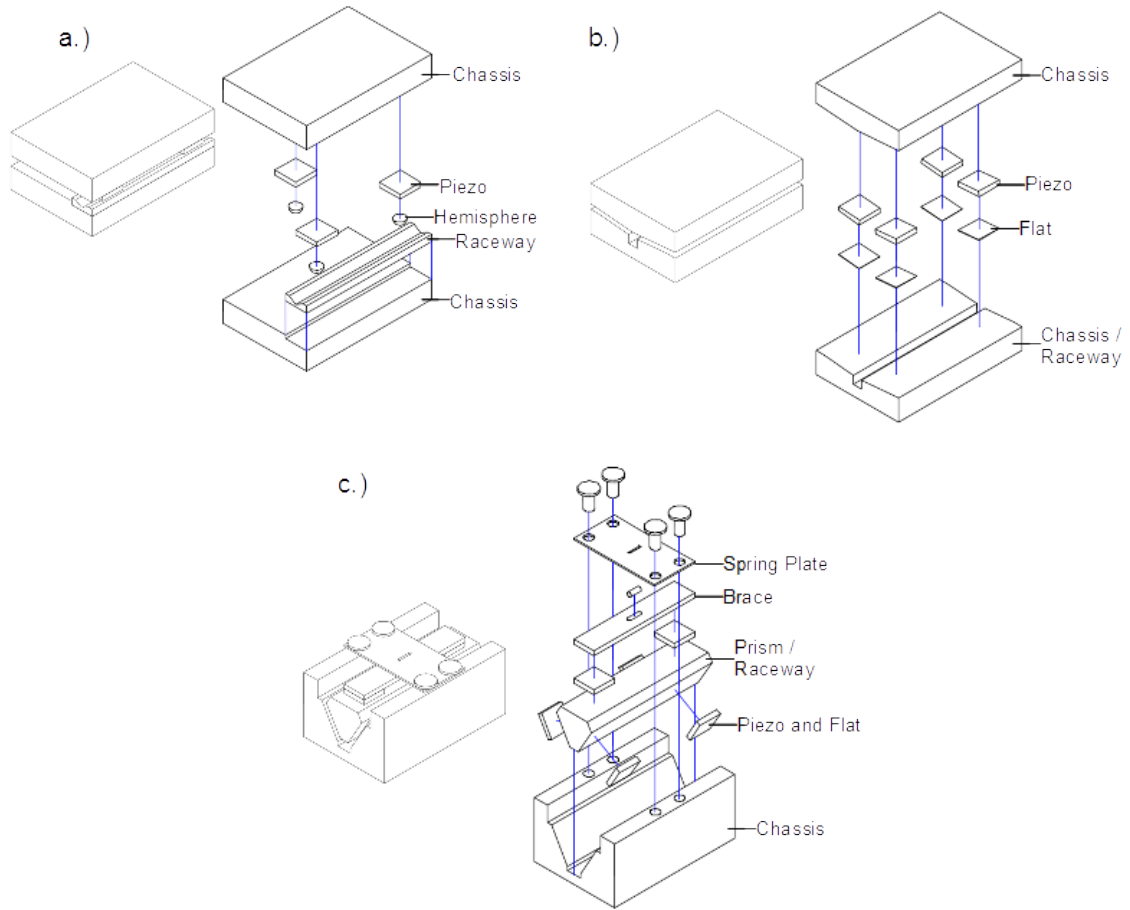 a.)
Chassis
Piezo
Hemisphere
Raceway
Chassis
b.)
Chassis
Piezo
Flat
Chassis /
Raceway
c.)
Spring Plate
Brace
Prism /
Raceway
Piezo and Flat
Chassis